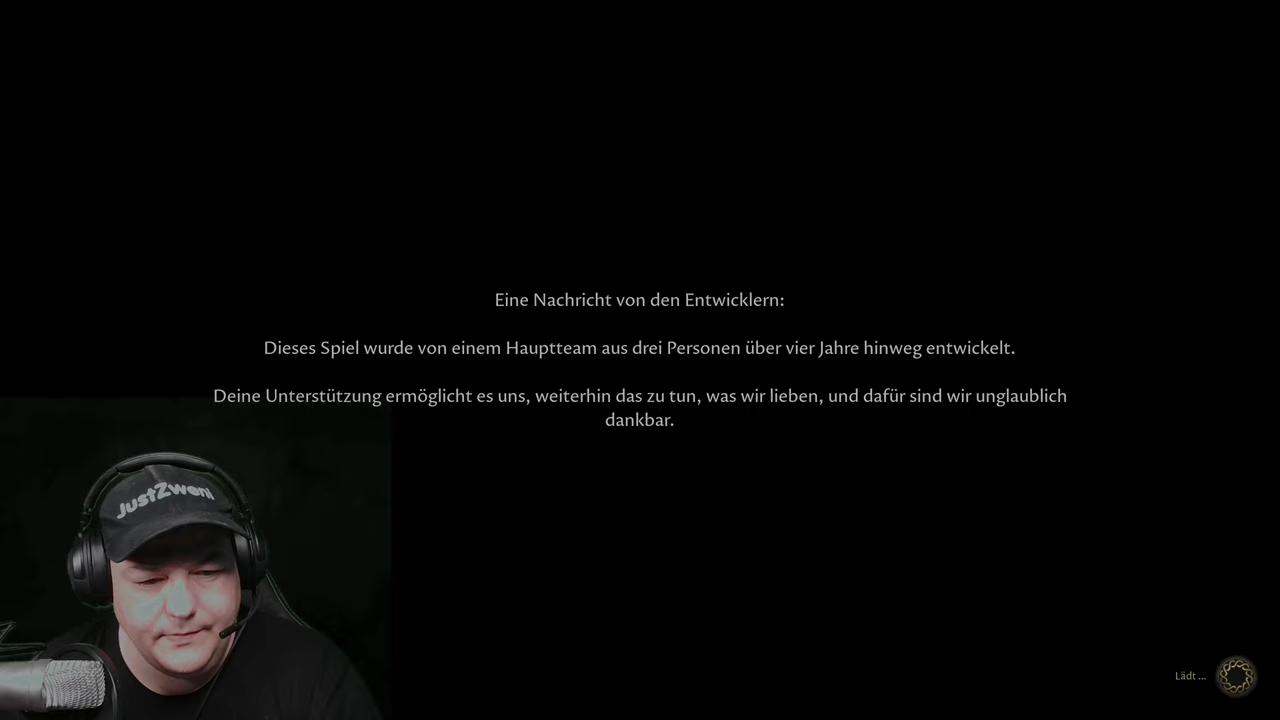 Eine Nachricht von den Entwicklern:
Dieses Spiel wurde von einem Hauptteam aus drei Personen über vier Jahre hinweg entwickelt.
Deine Unterstützung ermöglicht es uns, weiterhin das zu tun, was wir lieben, und dafür sind wir unglaublich
dankbar.
JustZweni
Lädt ...